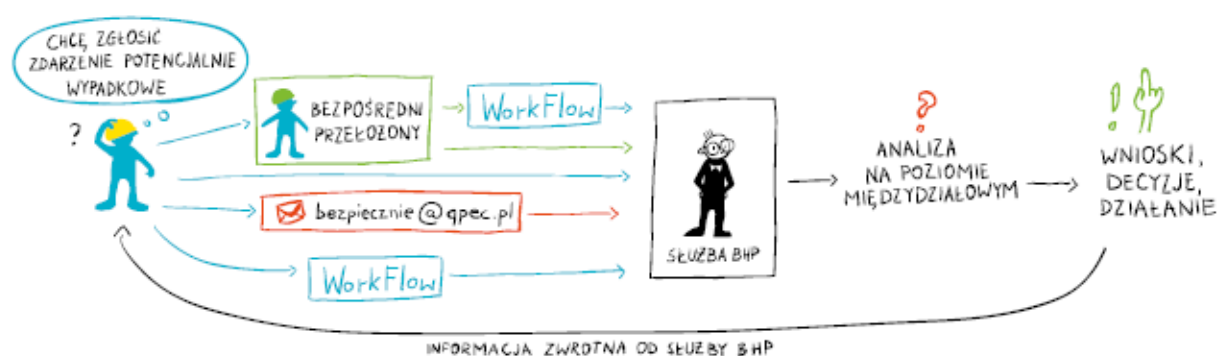 CHCĘ ZGŁOSIĆ
ZDARZENIE POTENCJALNIE
WYPADKOWE
?
BEZPOŚREDNI
PRZEŁOŻONY
WorkFlow
bezpiecznie@gpec.pl
WorkFlow
SŁUŻBA BHP
?
ANALIZA
NA POZIOMIE
MIĘDZYDZIAŁOWYM
!
WNIOSKI,
DECYZJE,
DZIAŁANIE
INFORMACJA ZWROTNA OD SŁUŻBY BHP